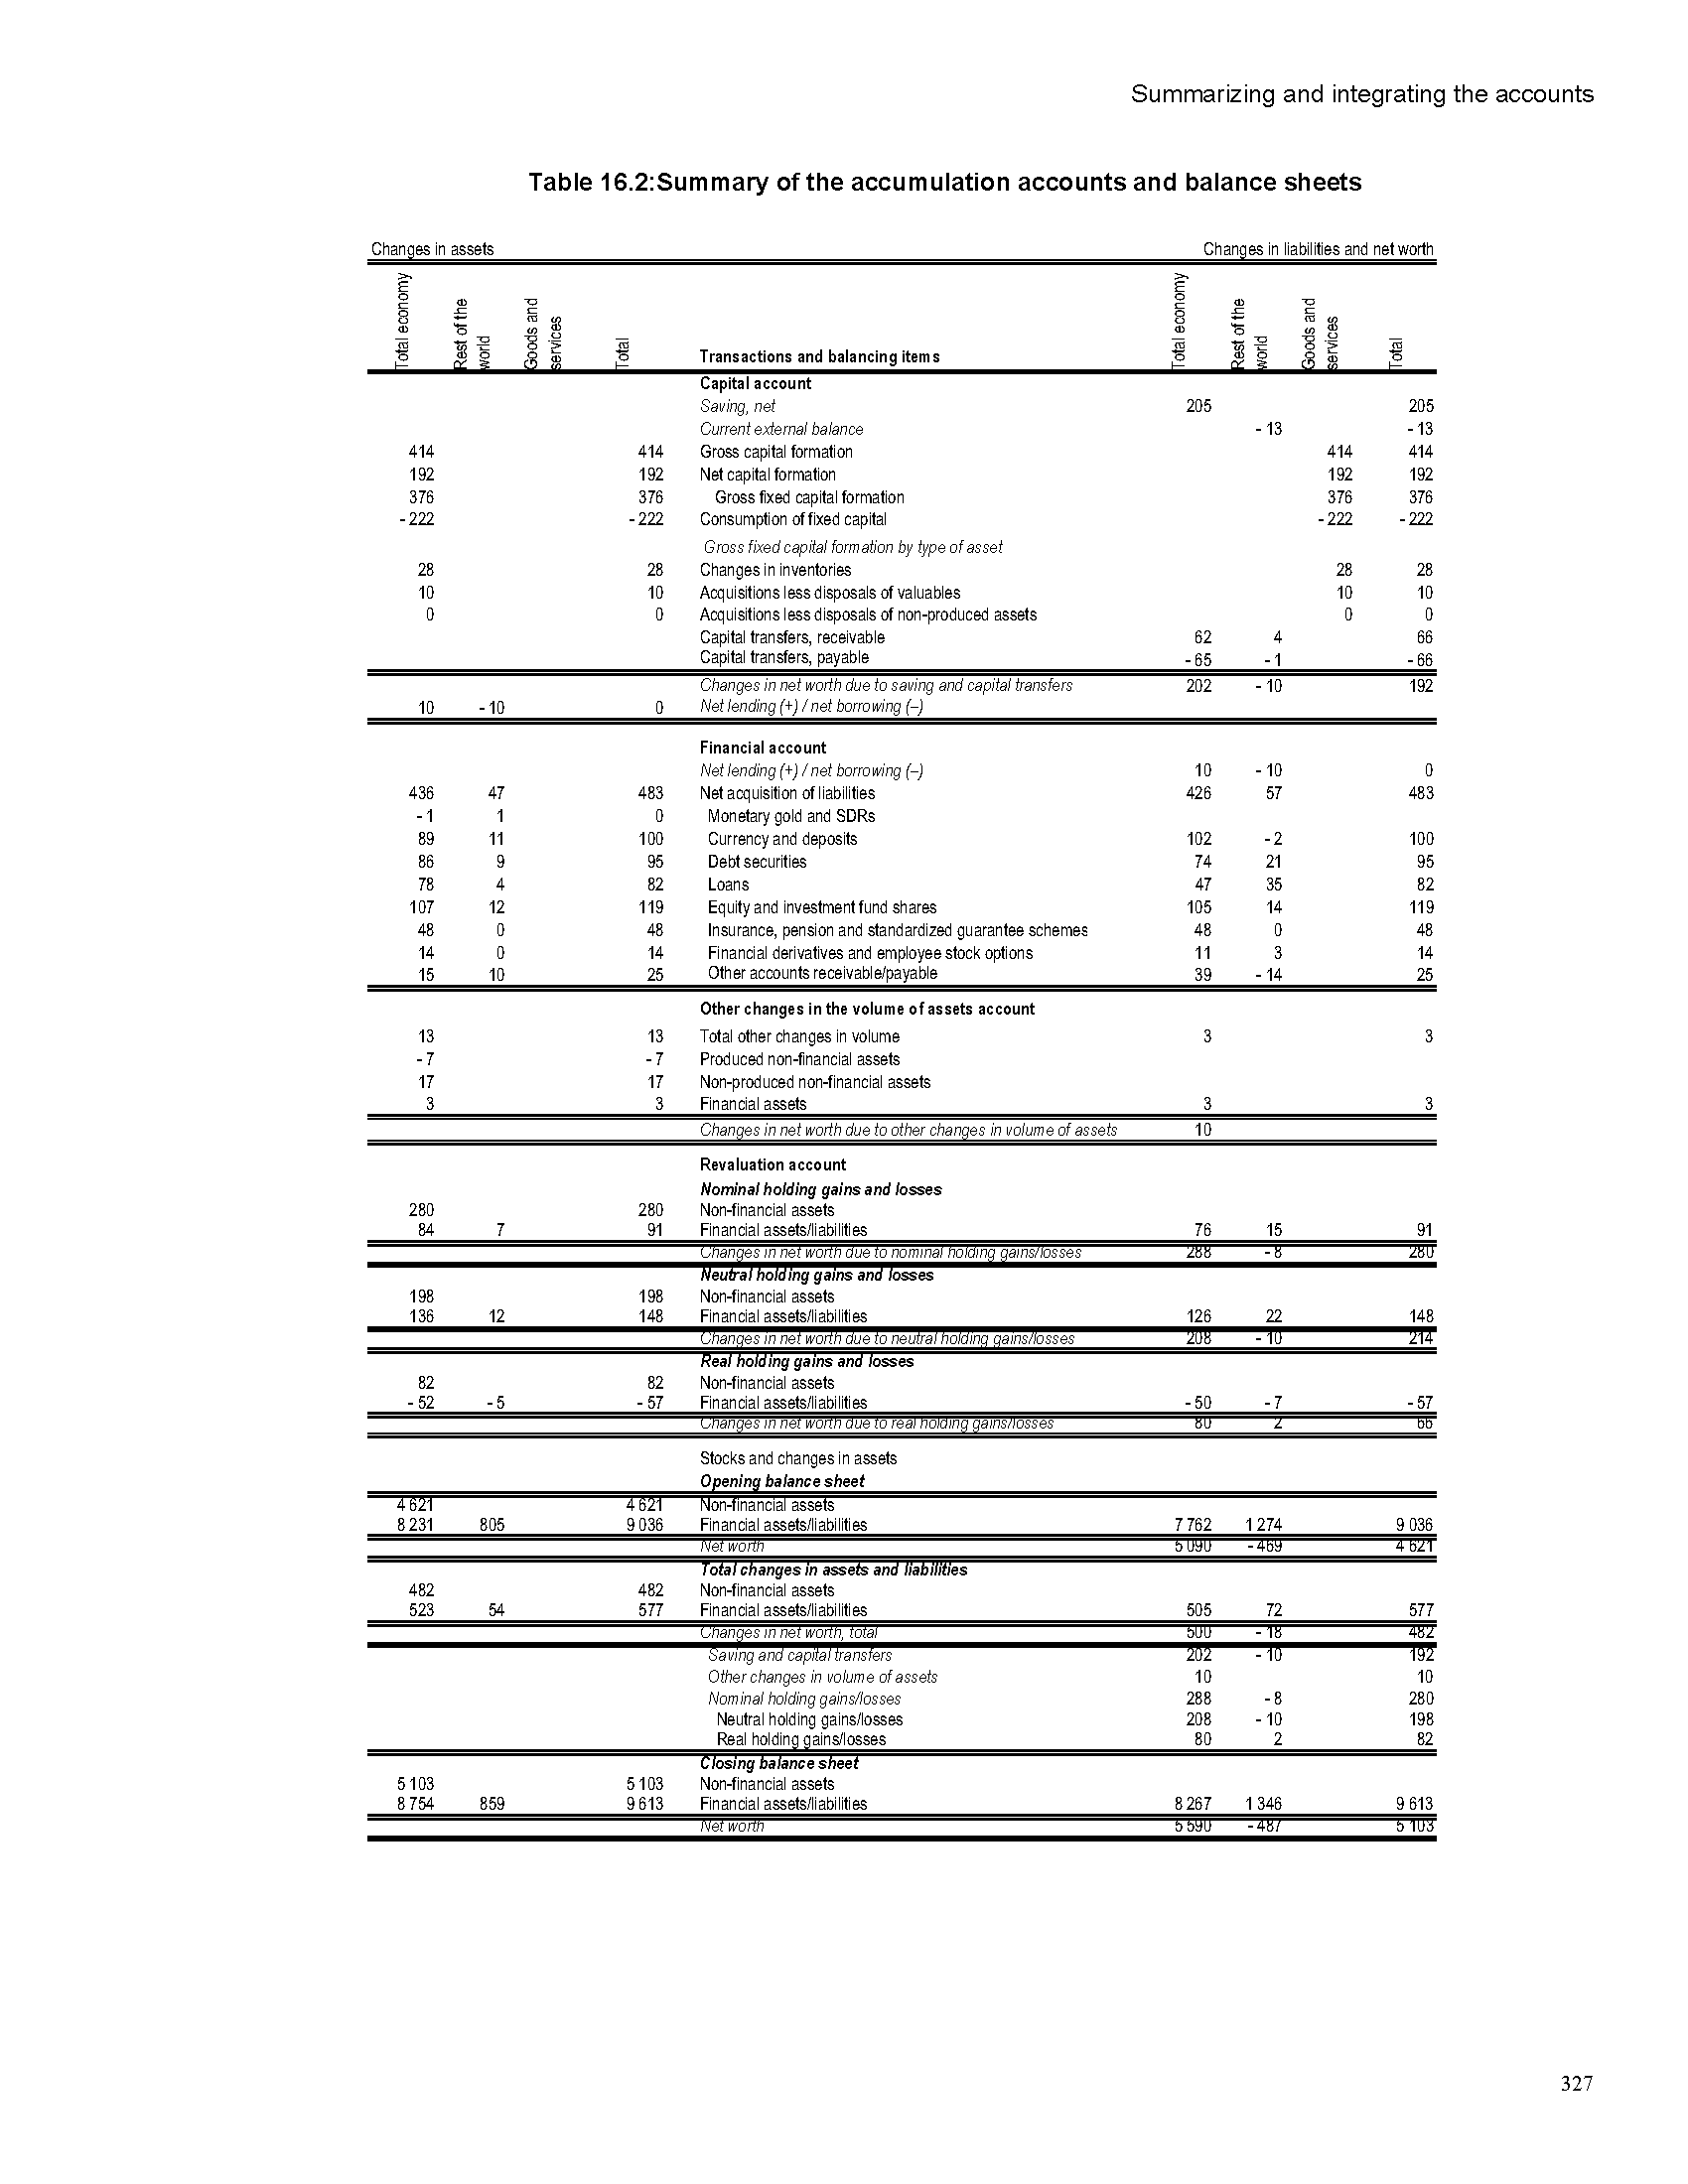 Summarizing and integrating the accounts
Table 16.2:Summary of the accumulation accounts and balance sheets
Changes in assets Changes in liabilities and net worth
Total economy Rest of the world Goods and services Total Transactions and balancing items Total economy Rest of the world Goods and services Total
Capital account
Saving, net 205 205
Current external balance - 13 - 13
414 414 Gross capital formation 414 414
192 192 Net capital formation 192 192
376 376 Gross fixed capital formation 376 376
- 222 - 222 Consumption of fixed capital - 222 - 222
Gross fixed capital formation by type of asset
28 28 Changes in inventories 28 28
10 10 Acquisitions less disposals of valuables 10 10
0 0 Acquisitions less disposals of non-produced assets 0 0
Capital transfers, receivable 62 4 66
Capital transfers, payable - 65 - 1 - 66
Changes in net worth due to saving and capital transfers 202 - 10 192
10 - 10 0 Net lending (+) / net borrowing (–)
Financial account
Net lending (+) / net borrowing (–) 10 - 10 0
436 47 483 Net acquisition of liabilities 426 57 483
- 1 1 0 Monetary gold and SDRs
89 11 100 Currency and deposits 102 - 2 100
86 9 95 Debt securities 74 21 95
78 4 82 Loans 47 35 82
107 12 119 Equity and investment fund shares 105 14 119
48 0 48 Insurance, pension and standardized guarantee schemes 48 0 48
14 0 14 Financial derivatives and employee stock options 11 3 14
15 10 25 Other accounts receivable/payable 39 - 14 25
Other changes in the volume of assets account
13 13 Total other changes in volume 3 3
- 7 - 7 Produced non-financial assets
17 17 Non-produced non-financial assets
3 3 Financial assets 3 3
Changes in net worth due to other changes in volume of assets 10
Revaluation account
Nominal holding gains and losses
280 280 Non-financial assets
84 7 91 Financial assets/liabilities 76 15 91
Changes in net worth due to nominal holding gains/losses 288 - 8 280
Neutral holding gains and losses
198 198 Non-financial assets
136 12 148 Financial assets/liabilities 126 22 148
Changes in net worth due to neutral holding gains/losses 208 - 10 214
Real holding gains and losses
82 82 Non-financial assets
- 52 - 5 - 57 Financial assets/liabilities - 50 - 7 - 57
Changes in net worth due to real holding gains/losses 80 2 66
Stocks and changes in assets
Opening balance sheet
4 621 4 621 Non-financial assets
8 231 805 9 036 Financial assets/liabilities 7 762 1 274 9 036
Net worth 5 090 - 469 4 621
Total changes in assets and liabilities
482 482 Non-financial assets
523 54 577 Financial assets/liabilities 505 72 577
Changes in net worth, total 500 - 18 482
Saving and capital transfers 202 - 10 192
Other changes in volume of assets 10 10
Nominal holding gains/losses 288 - 8 280
Neutral holding gains/losses 208 - 10 198
Real holding gains/losses 80 2 82
Closing balance sheet
5 103 5 103 Non-financial assets
8 754 859 9 613 Financial assets/liabilities 8 267 1 346 9 613
Net worth 5 590 - 487 5 103
327